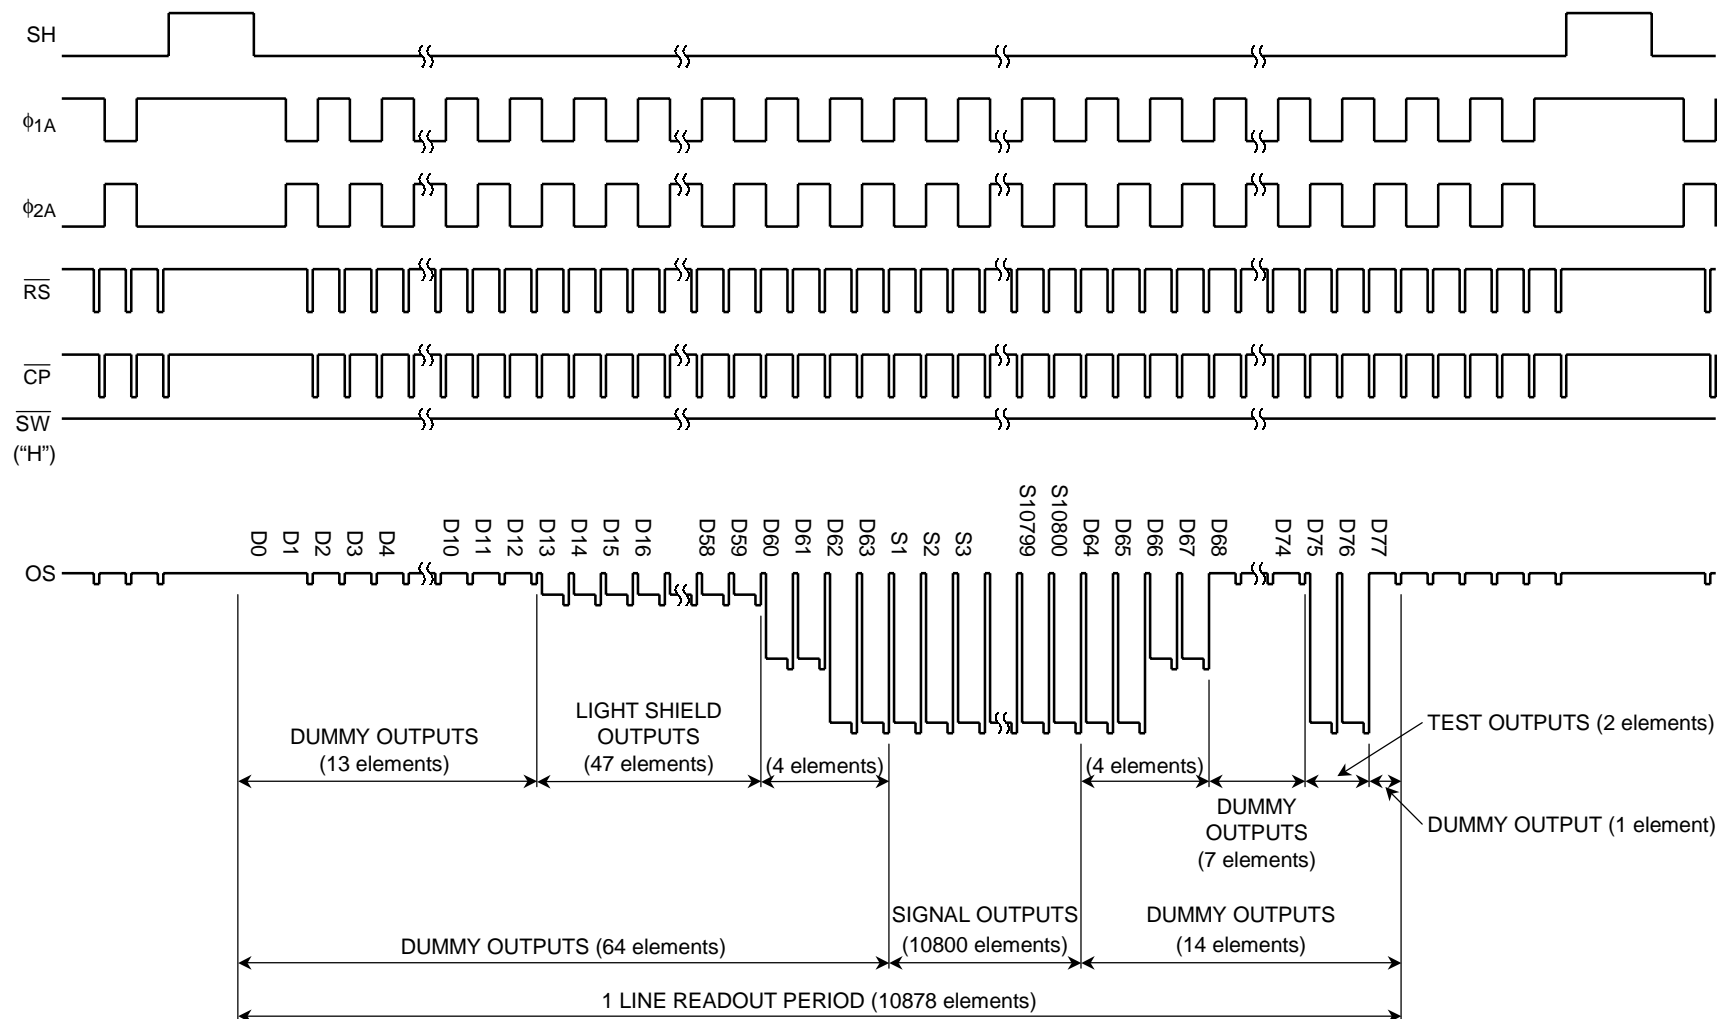 SH
ϕ1A
ϕ2A
RS
CP
SW
("H")
D0
D1
D2
D3
D4
D10
D11
D12
D13
D14
D15
D16
D58
D59
D60
D61
D62
D63
S1
S2
S3
S10799
S10800
D64
D65
D66
D67
D68
D74
D75
D76
D77
OS
DUMMY OUTPUTS
(13 elements)
LIGHT SHIELD
OUTPUTS
(47 elements)
(4 elements)
(4 elements)
TEST OUTPUTS (2 elements)
DUMMY
OUTPUTS
(7 elements)
DUMMY OUTPUT (1 element)
DUMMY OUTPUTS (64 elements)
SIGNAL OUTPUTS
(10800 elements)
DUMMY OUTPUTS
(14 elements)
1 LINE READOUT PERIOD (10878 elements)